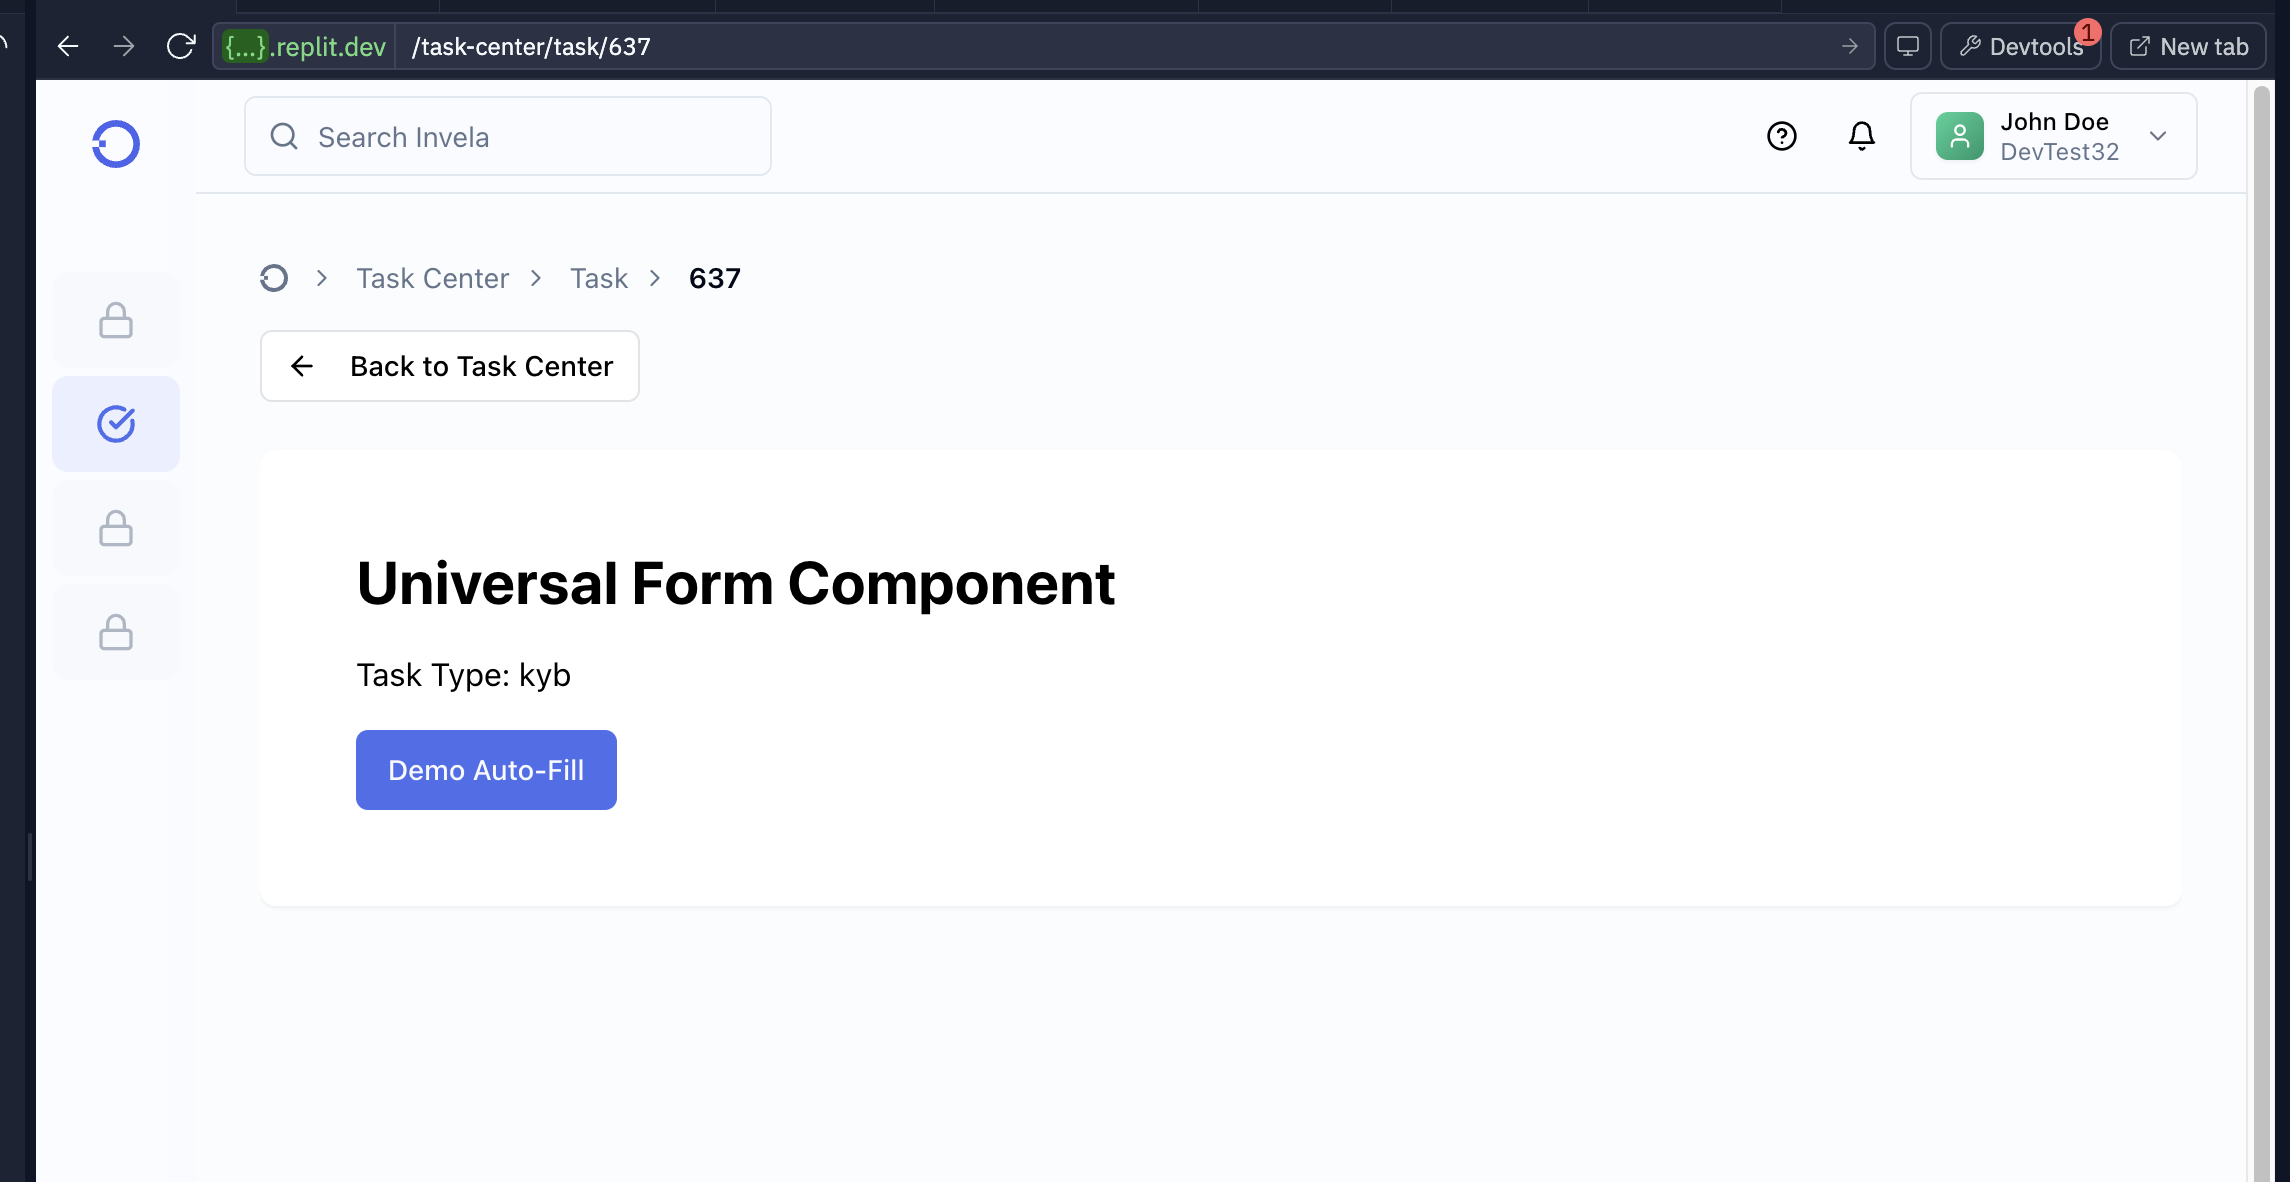 {...}.replit.dev /task-center/task/637
Devtools 1
New tab
Search Invela
John Doe
DevTest32
Task Center > Task > 637
Back to Task Center
Universal Form Component
Task Type: kyb
Demo Auto-Fill